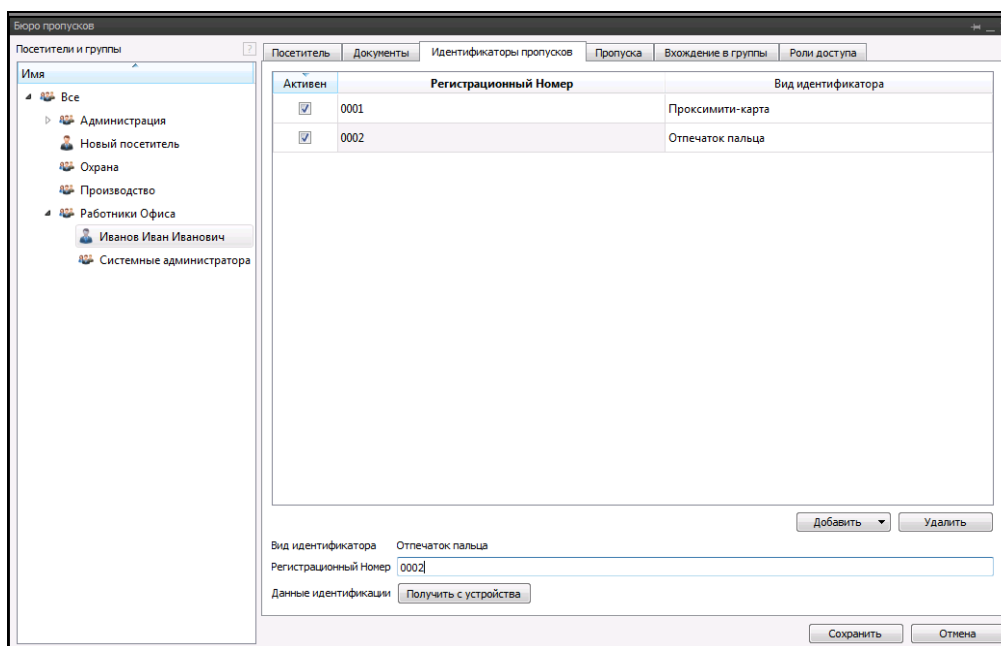 Бюро пропусков
Посетители и группы ?
Имя
Все
Администрация
Новый посетитель
Охрана
Производство
Работники Офиса
Иванов Иван Иванович
Системные администратора
Посетитель Документы Идентификаторы пропусков Пропуска Вхождение в группы Роли доступа
Активен Регистрационный Номер Вид идентификатора
0001 Проксимити-карта
0002 Отпечаток пальца
Добавить Удалить
Вид идентификатора Отпечаток пальца
Регистрационный Номер 0002
Данные идентификации Получить с устройства
Сохранить Отмена